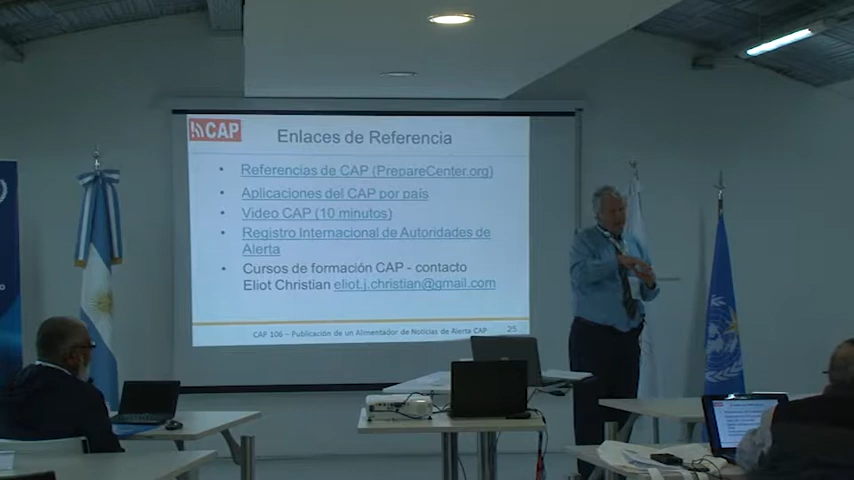 CAP
Enlaces de Referencia
• Referencias de CAP (PrepareCenter.org)
• Aplicaciones del CAP por país
• Video CAP (10 minutos)
• Registro Internacional de Autoridades de
Alerta
• Cursos de formación CAP - contacto
Eliot Christian eliot.j.christian@gmail.com
CAP 106 –Publicación de un Alimentador de Noticias de Alerta CAP
25